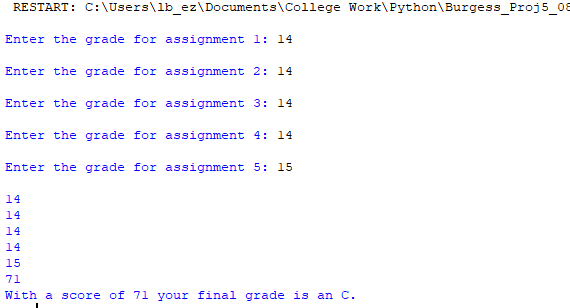 RESTART: C:\Users\lb_ez\Documents\College Work\Python\Burgess_Proj5_08
Enter the grade for assignment 1: 14
Enter the grade for assignment 2: 14
Enter the grade for assignment 3: 14
Enter the grade for assignment 4: 14
Enter the grade for assignment 5: 15
14
14
14
14
15
71
With a score of 71 your final grade is an C.